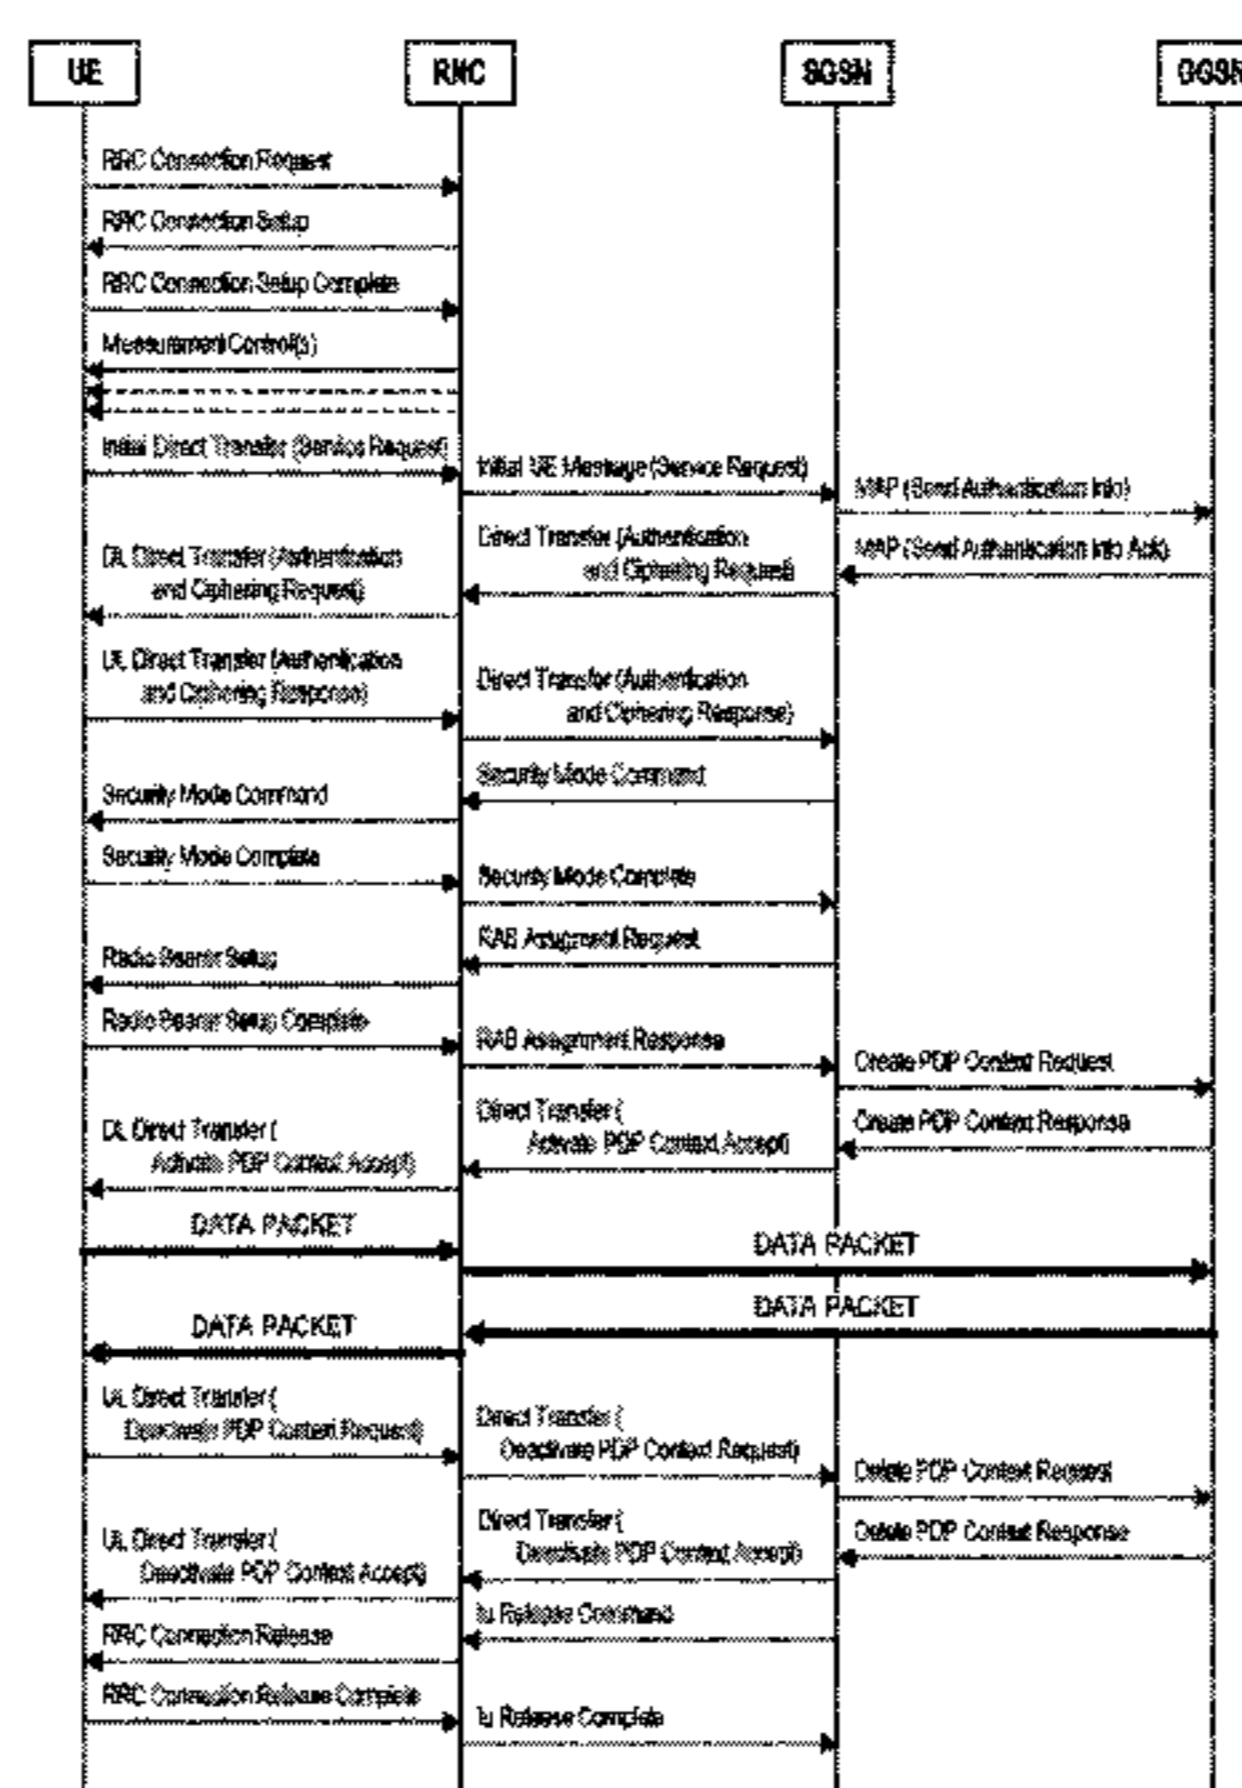 UE
RNC
SGSN
GGSN
RRC Connection Request
RRC Connection Setup
RRC Connection Setup Complete
Measurement Control(s)
Initial Direct Transfer (Service Request)
Initial UE Message (Service Request)
MAP (Send Authentication Info)
Direct Transfer (Authentication
and Ciphering Request)
MAP (Send Authentication Info Ack)
DL Direct Transfer (Authentication
and Ciphering Request)
UL Direct Transfer (Authentication
and Ciphering Response)
Direct Transfer (Authentication
and Ciphering Response)
Security Mode Command
Security Mode Command
Security Mode Complete
Security Mode Complete
RAB Assigment Request
Radio Bearer Setup
Radio Bearer Setup Complete
RAB Assignment Response
Create PDP Context Request
Direct Transfer (
Activate PDP Context Accept)
Create PDP Context Response
DL Direct Transfer (
Activate PDP Context Accept)
DATA PACKET
DATA PACKET
DATA PACKET
DATA PACKET
UL Direct Transfer (
Deactivate PDP Context Request)
Direct Transfer (
Deactivate PDP Context Request)
Delete PDP Context Request
Direct Transfer (
Deactivate PDP Context Accept)
Delete PDP Context Response
UL Direct Transfer (
Deactivate PDP Context Accept)
Iu Release Command
RRC Connection Release
RRC Connection Release Complete
Iu Release Complete